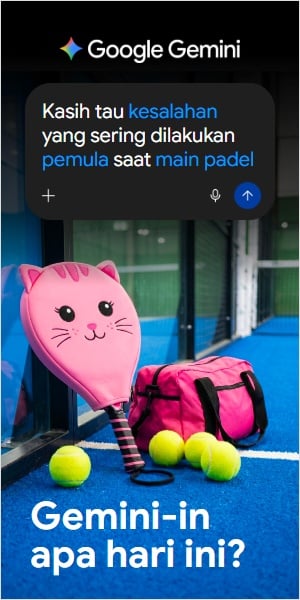 Google Gemini
Kasih tau kesalahan
yang sering dilakukan
pemula saat main padel
Gemini-in
apa hari ini?